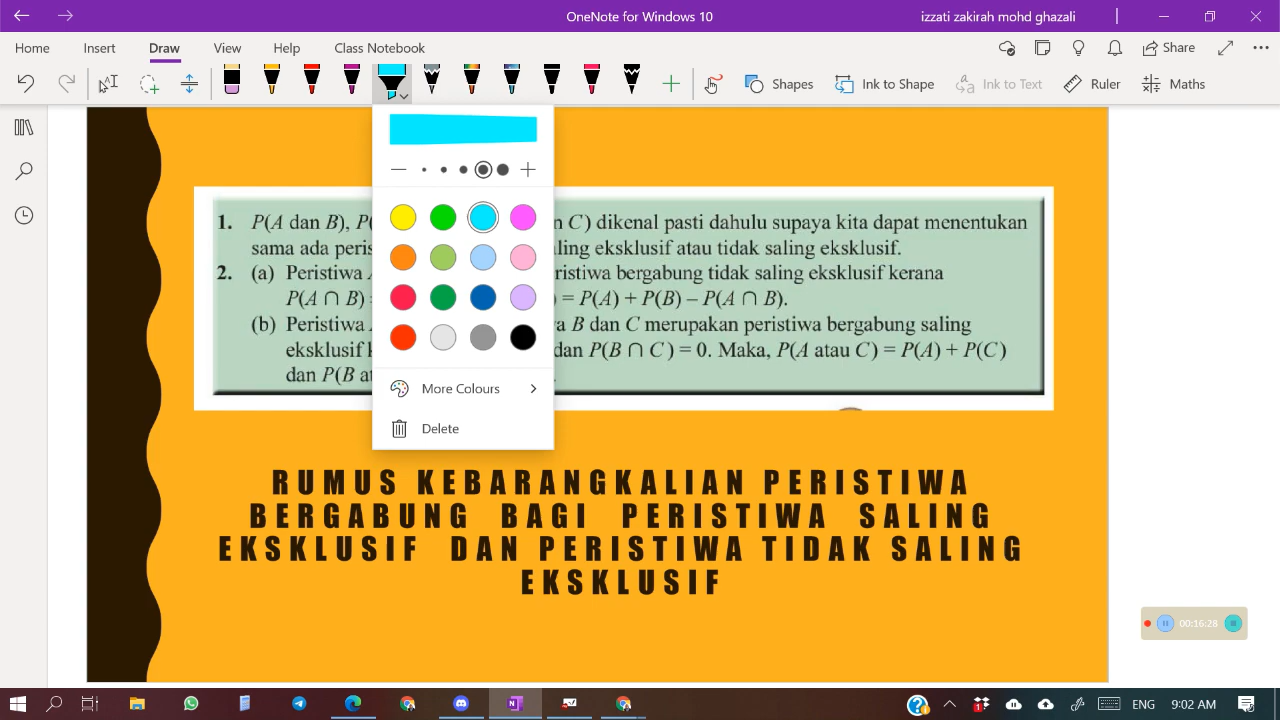 OneNote for Windows 10
izzati zakirah mohd ghazali
Home Insert Draw View Help Class Notebook
Share
Shapes Ink to Shape Ink to Text Ruler Maths
1. P(A dan B), P( n C) dikenal pasti dahulu supaya kita dapat menentukan
sama ada peris ling eksklusif atau tidak saling eksklusif.
2. (a) Peristiwa ristiwa bergabung tidak saling eksklusif kerana
P(A ∩ B) = ) = P(A) + P(B) – P(A ∩ B).
(b) Peristiwa a B dan C merupakan peristiwa bergabung saling
eksklusif k dan P(B ∩ C) = 0. Maka, P(A atau C) = P(A) + P(C)
dan P(B at .
More Colours
Delete
RUMUS KEBARANGKALIAN PERISTIWA
BERGABUNG BAGI PERISTIWA SALING
EKSKLUSIF DAN PERISTIWA TIDAK SALING
EKSKLUSIF
00:16:28
ENG 9:02 AM